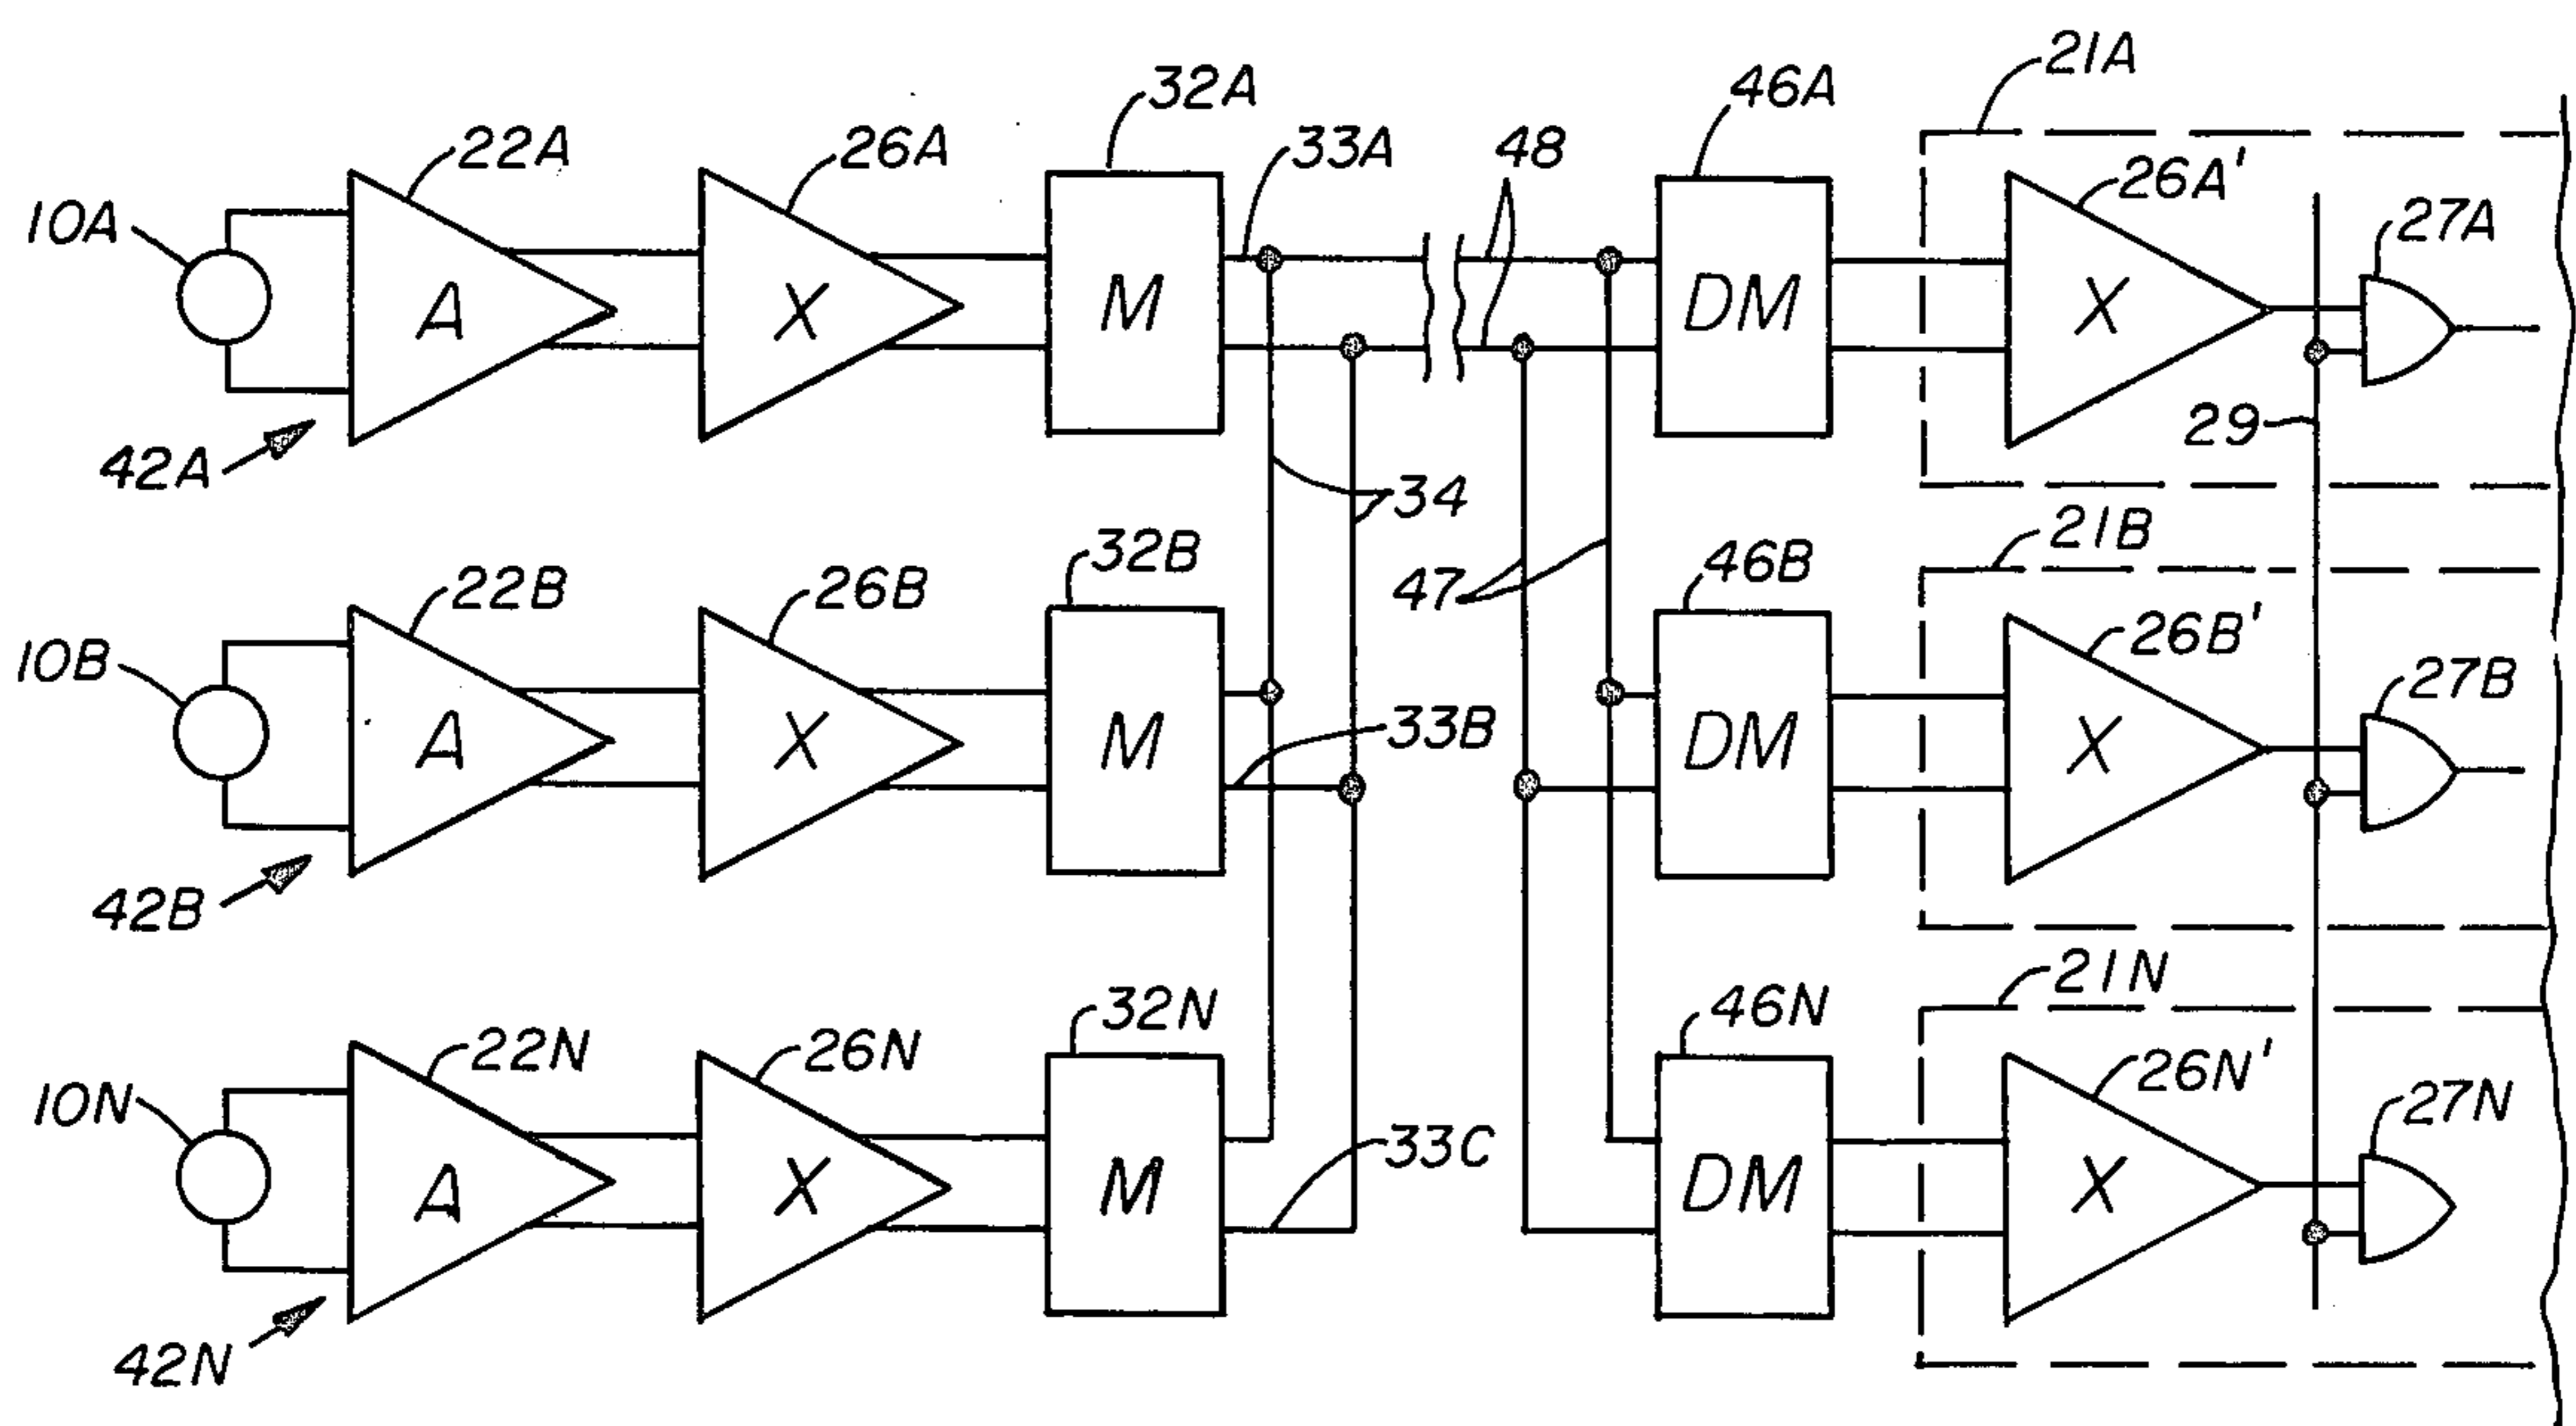 21A
32A
46A
22A
26A
33A
48
26A'
10A
27A
A
X
M
DM
X
29
42A
34
21B
32B
46B
22B
26B
47
26B'
10B
27B
33B
A
X
M
DM
X
42B
21N
32N
46N
22N
26N
26N'
10N
27N
33C
A
X
M
DM
X
42N